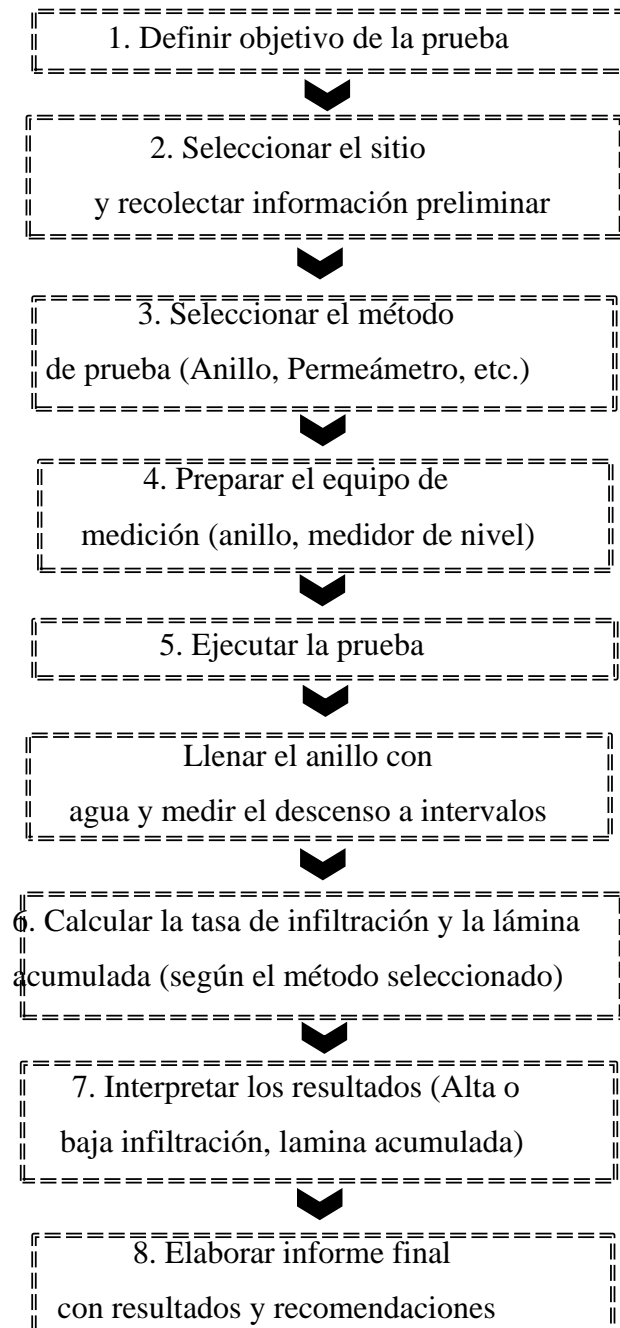 1. Definir objetivo de la prueba
2. Seleccionar el sitio
y recolectar información preliminar
3. Seleccionar el método
de prueba (Anillo, Permeámetro, etc.)
4. Preparar el equipo de
medición (anillo, medidor de nivel)
5. Ejecutar la prueba
Llenar el anillo con
agua y medir el descenso a intervalos
6. Calcular la tasa de infiltración y la lámina
acumulada (según el método seleccionado)
7. Interpretar los resultados (Alta o
baja infiltración, lamina acumulada)
8. Elaborar informe final
con resultados y recomendaciones